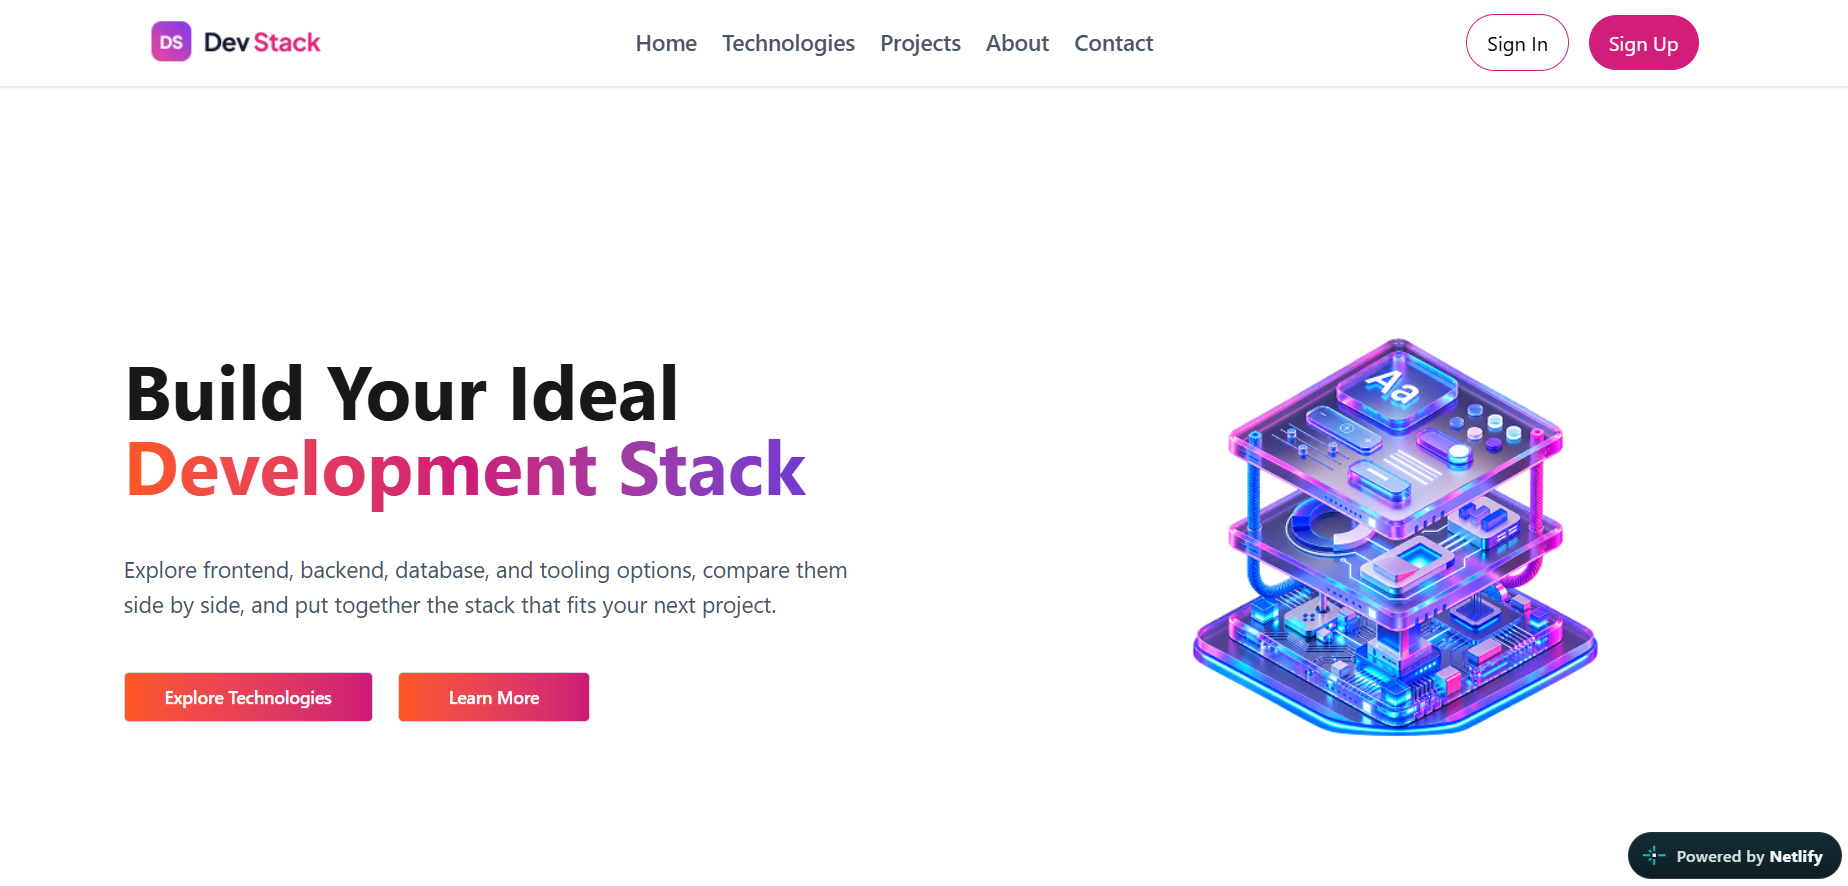 DS Dev Stack
Home Technologies Projects About Contact
Sign In Sign Up
Build Your Ideal
Development Stack
Explore frontend, backend, database, and tooling options, compare them
side by side, and put together the stack that fits your next project.
Explore Technologies Learn More
Aa
Powered by Netlify